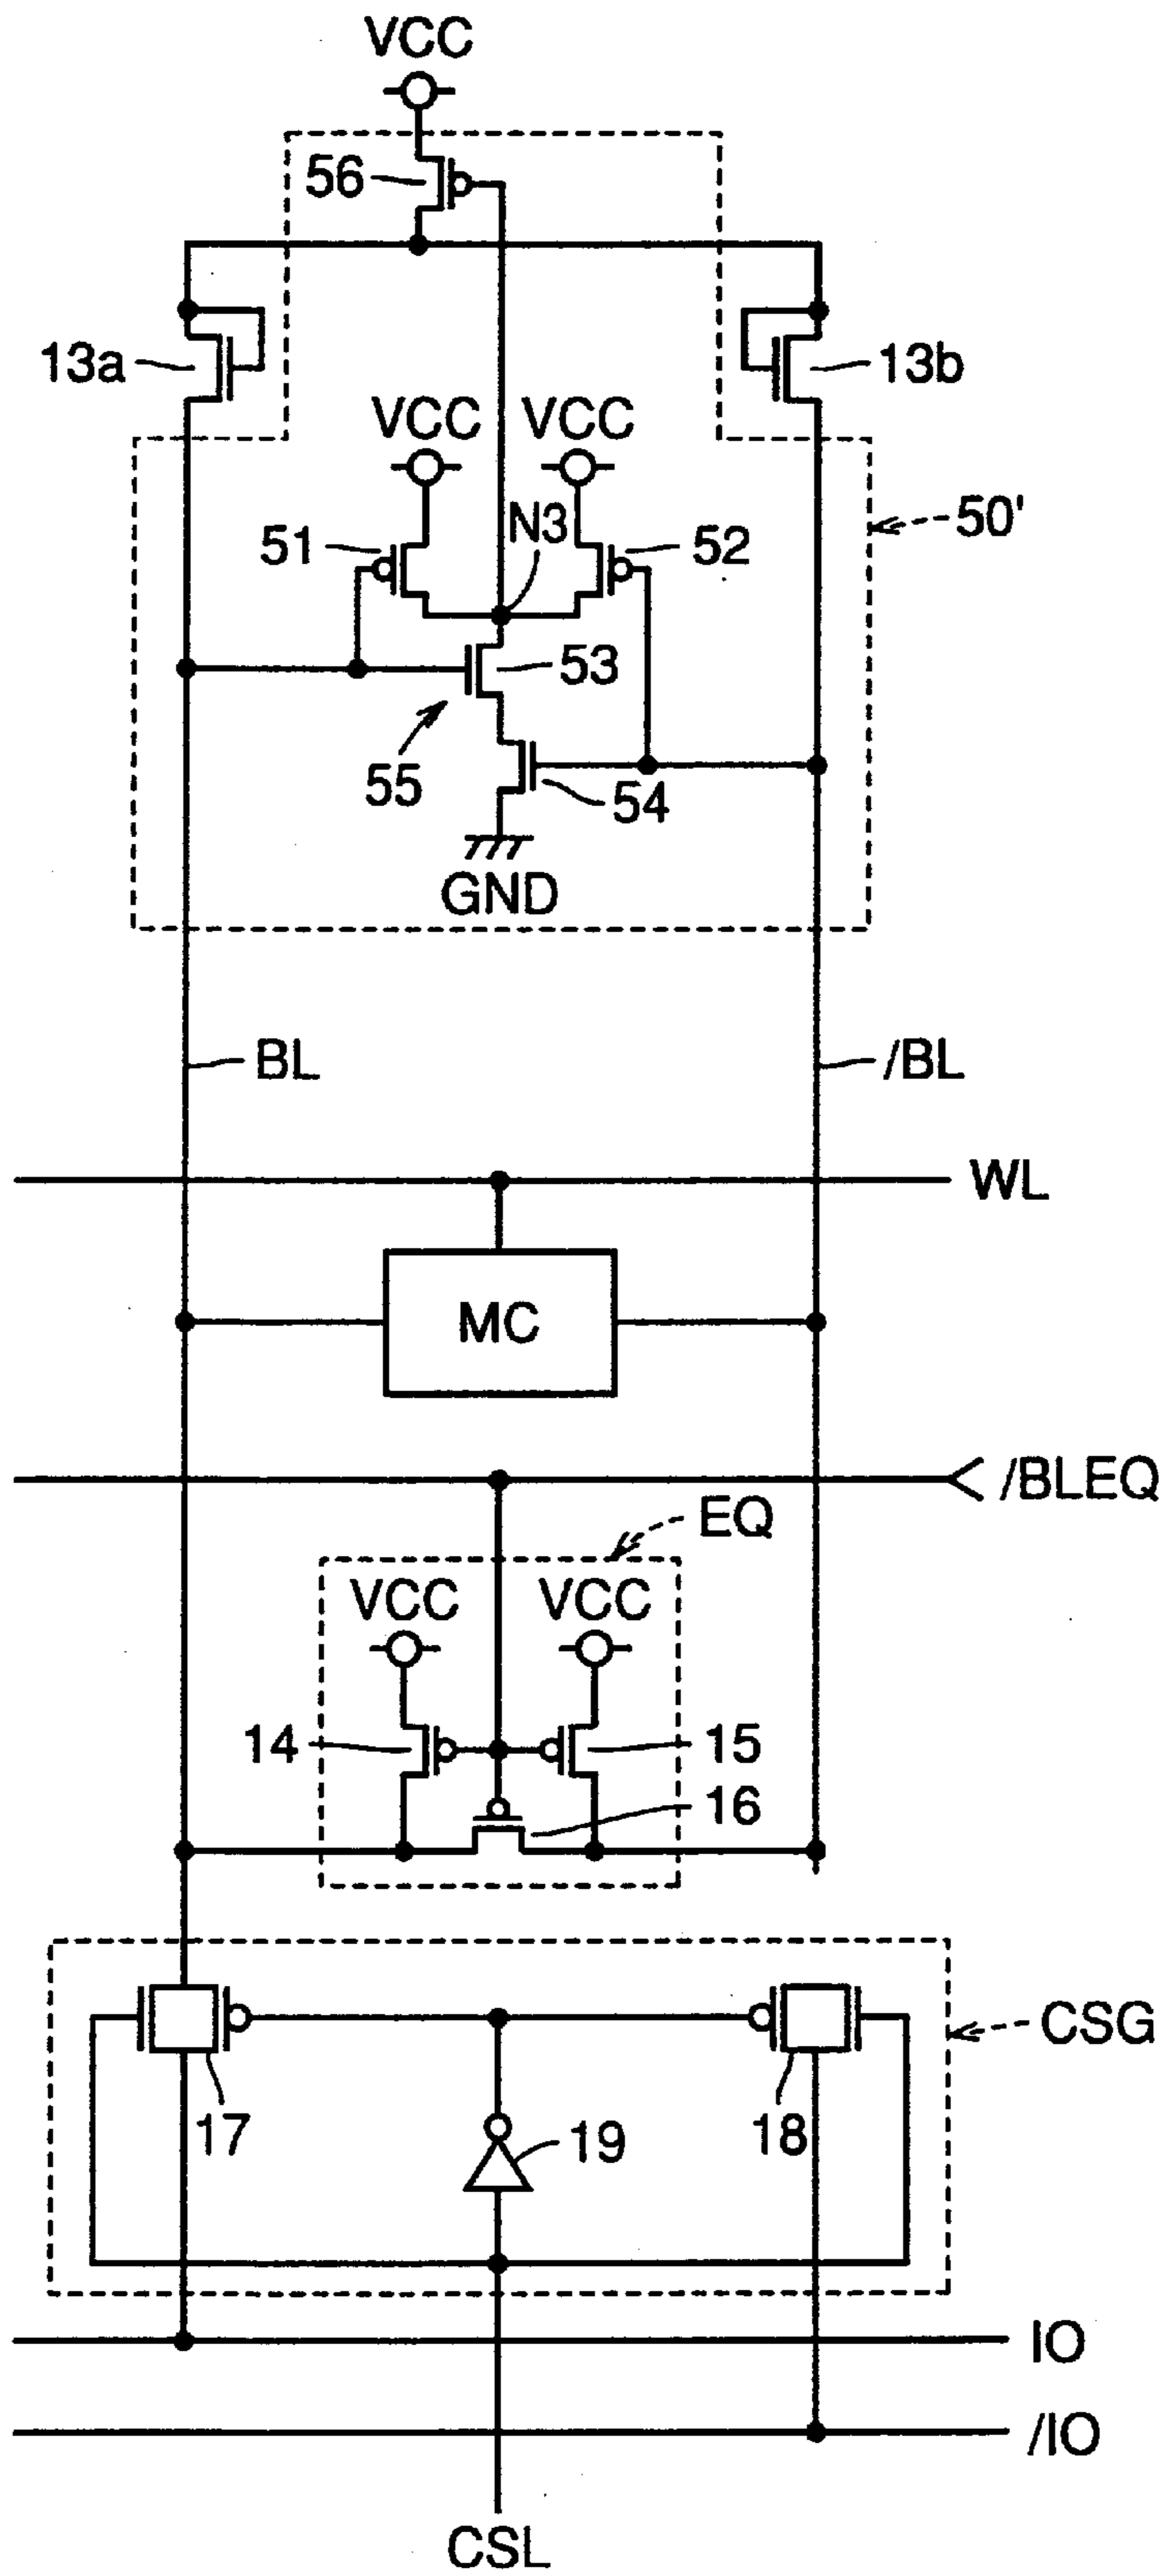 VCC
56
13a
13b
VCC
VCC
50'
51
N3
52
53
55
54
GND
BL
/BL
WL
MC
/BLEQ
EQ
VCC
VCC
14
15
16
CSG
17
18
19
IO
/IO
CSL